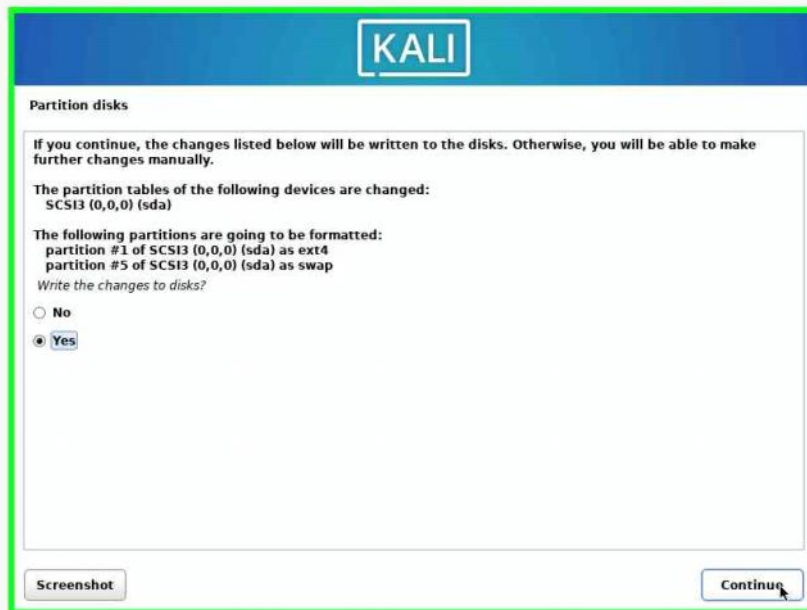 KALI
Partition disks
If you continue, the changes listed below will be written to the disks. Otherwise, you will be able to make
further changes manually.
The partition tables of the following devices are changed:
SCSI3 (0,0,0) (sda)
The following partitions are going to be formatted:
partition #1 of SCSI3 (0,0,0) (sda) as ext4
partition #5 of SCSI3 (0,0,0) (sda) as swap
Write the changes to disks?
No
Yes
Screenshot
Continue